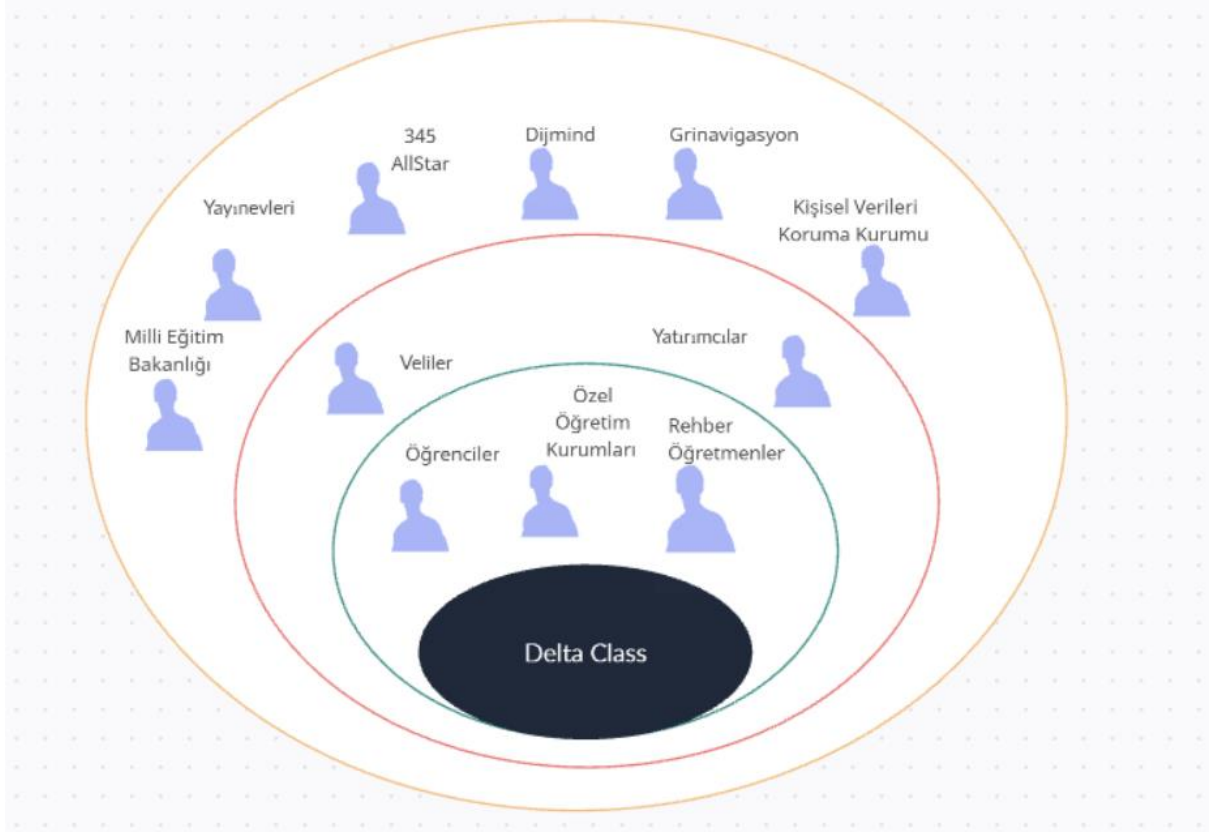 345
AllStar
Dijmind
Grinavigasyon
Yayınevleri
Kişisel Verileri
Koruma Kurumu
Milli Eğitim
Bakanlığı
Veliler
Yatırımcılar
Özel
Öğretim
Kurumları
Rehber
Öğretmenler
Öğrenciler
Delta Class